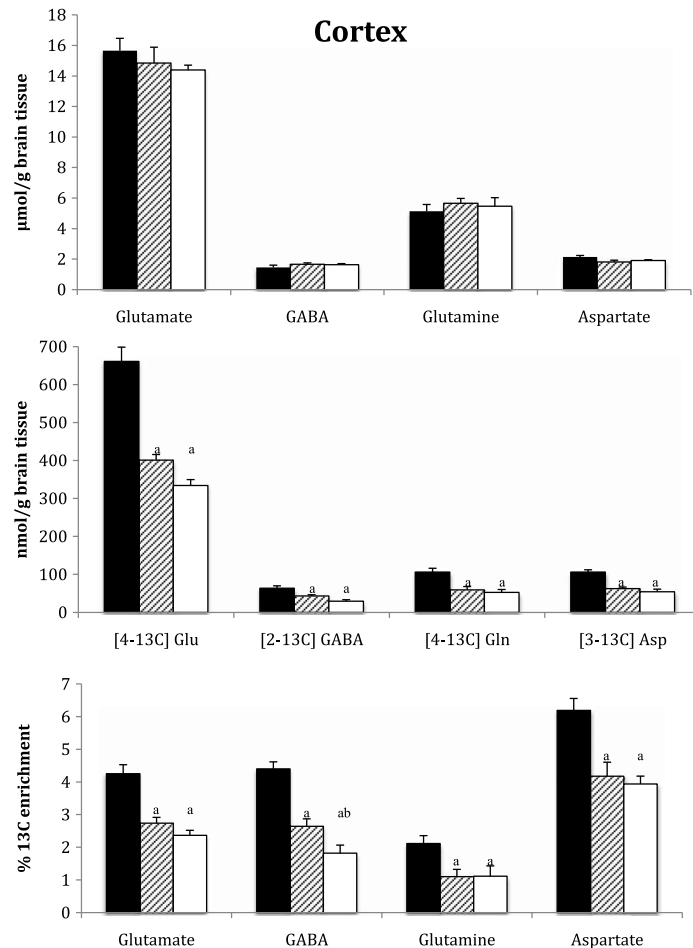 Cortex
18
16
14
12
10
8
6
4
2
0
µmol/g brain tissue
Glutamate GABA Glutamine Aspartate
700
600
500
400
300
200
100
0
nmol/g brain tissue
a a a a a a a a
[4-13C] Glu [2-13C] GABA [4-13C] Gln [3-13C] Asp
7
6
5
4
3
2
1
0
% 13C enrichment
a a a ab a a a a
Glutamate GABA Glutamine Aspartate